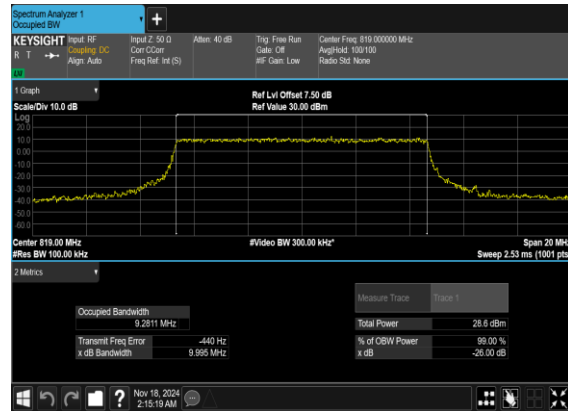 Spectrum Analyzer 1
Occupied BW
KEYSIGHT Input: RF Input Z: 50 Ω Atten: 40 dB Trig: Free Run Center Freq: 819.000000 MHz
R T Coupling: DC Corr CCorr Gate: Off Avg|Hold: 100/100
Align: Auto Freq Ref: Int (S) #IF Gain: Low Radio Std: None
LU
1 Graph Ref Lvl Offset 7.50 dB
Scale/Div 10.0 dB Ref Value 30.00 dBm
Log
20.0
10.0
0.00
-10.0
-20.0
-30.0
-40.0
-50.0
-60.0
Center 819.00 MHz #Video BW 300.00 kHz* Span 20 MHz
#Res BW 100.00 kHz Sweep 2.53 ms (1001 pts)
2 Metrics
Measure Trace Trace 1
Occupied Bandwidth
9.2811 MHz Total Power 28.6 dBm
Transmit Freq Error -440 Hz % of OBW Power 99.00 %
x dB Bandwidth 9.995 MHz x dB -26.00 dB
? Nov 18, 2024
2:15:19 AM